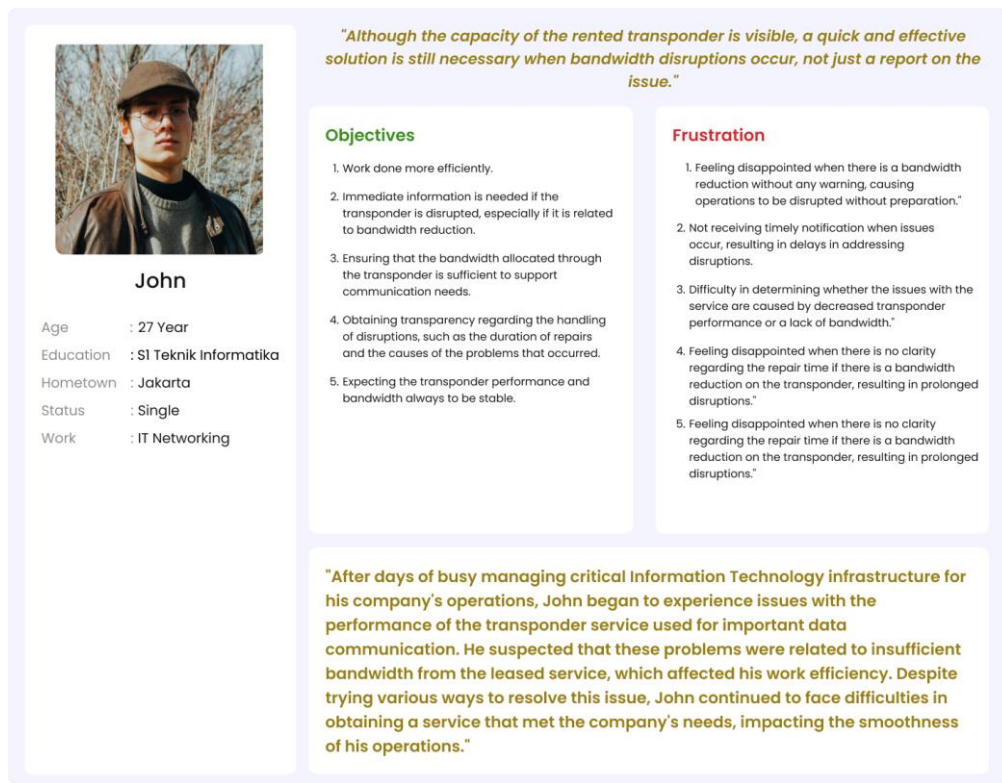 "Although the capacity of the rented transponder is visible, a quick and effective
solution is still necessary when bandwidth disruptions occur, not just a report on the
issue."
John
Age : 27 Year
Education : S1 Teknik Informatika
Hometown : Jakarta
Status : Single
Work : IT Networking
Objectives
1. Work done more efficiently.
2. Immediate information is needed if the
transponder is disrupted, especially if it is related
to bandwidth reduction.
3. Ensuring that the bandwidth allocated through
the transponder is sufficient to support
communication needs.
4. Obtaining transparency regarding the handling
of disruptions, such as the duration of repairs
and the causes of the problems that occurred.
5. Expecting the transponder performance and
bandwidth always to be stable.
Frustration
1. Feeling disappointed when there is a bandwidth
reduction without any warning, causing
operations to be disrupted without preparation."
2. Not receiving timely notification when issues
occur, resulting in delays in addressing
disruptions.
3. Difficulty in determining whether the issues with the
service are caused by decreased transponder
performance or a lack of bandwidth."
4. Feeling disappointed when there is no clarity
regarding the repair time if there is a bandwidth
reduction on the transponder, resulting in prolonged
disruptions."
5. Feeling disappointed when there is no clarity
regarding the repair time if there is a bandwidth
reduction on the transponder, resulting in prolonged
disruptions."
"After days of busy managing critical Information Technology infrastructure for
his company's operations, John began to experience issues with the
performance of the transponder service used for important data
communication. He suspected that these problems were related to insufficient
bandwidth from the leased service, which affected his work efficiency. Despite
trying various ways to resolve this issue, John continued to face difficulties in
obtaining a service that met the company's needs, impacting the smoothness
of his operations."